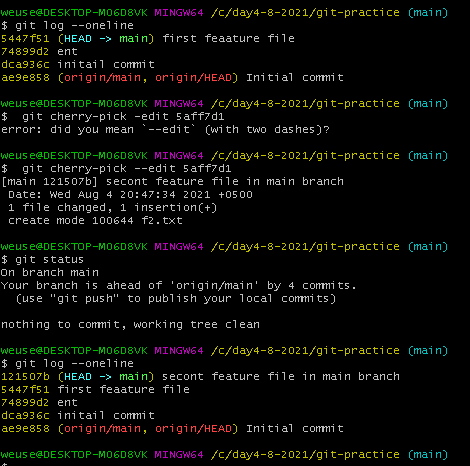 weuse@DESKTOP-MO6D8VK MINGW64 /c/day4-8-2021/git-practice (main)
$ git log --oneline
5447f51 (HEAD -> main) first feaature file
74899d2 ent
dca936c initail commit
ae9e858 (origin/main, origin/HEAD) Initial commit
weuse@DESKTOP-MO6D8VK MINGW64 /c/day4-8-2021/git-practice (main)
$  git cherry-pick -edit 5aff7d1
error: did you mean `--edit` (with two dashes)?
weuse@DESKTOP-MO6D8VK MINGW64 /c/day4-8-2021/git-practice (main)
$  git cherry-pick --edit 5aff7d1
[main 121507b] secont feature file in main branch
 Date: Wed Aug 4 20:47:34 2021 +0500
 1 file changed, 1 insertion(+)
 create mode 100644 f2.txt
weuse@DESKTOP-MO6D8VK MINGW64 /c/day4-8-2021/git-practice (main)
$ git status
On branch main
Your branch is ahead of 'origin/main' by 4 commits.
  (use "git push" to publish your local commits)
nothing to commit, working tree clean
weuse@DESKTOP-MO6D8VK MINGW64 /c/day4-8-2021/git-practice (main)
$ git log --oneline
121507b (HEAD -> main) secont feature file in main branch
5447f51 first feaature file
74899d2 ent
dca936c initail commit
ae9e858 (origin/main, origin/HEAD) Initial commit
weuse@DESKTOP-MO6D8VK MINGW64 /c/day4-8-2021/git-practice (main)